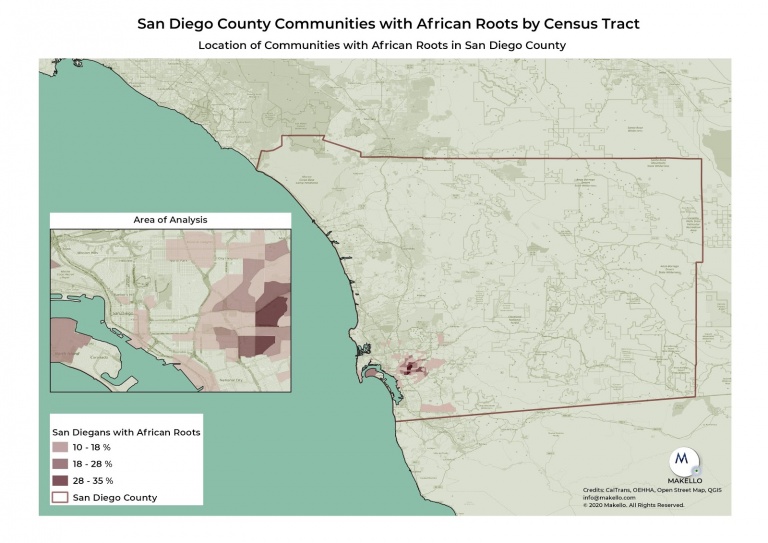 San Diego County Communities with African Roots by Census Tract
Location of Communities with African Roots in San Diego County
Area of Analysis
San Diegans with African Roots
10 - 18 %
18 - 28 %
28 - 35 %
San Diego County
M
MAKELLO
Credits: CalTrans, OEHHA, Open Street Map, QGIS
info@makello.com
© 2020 Makello. All Rights Reserved.